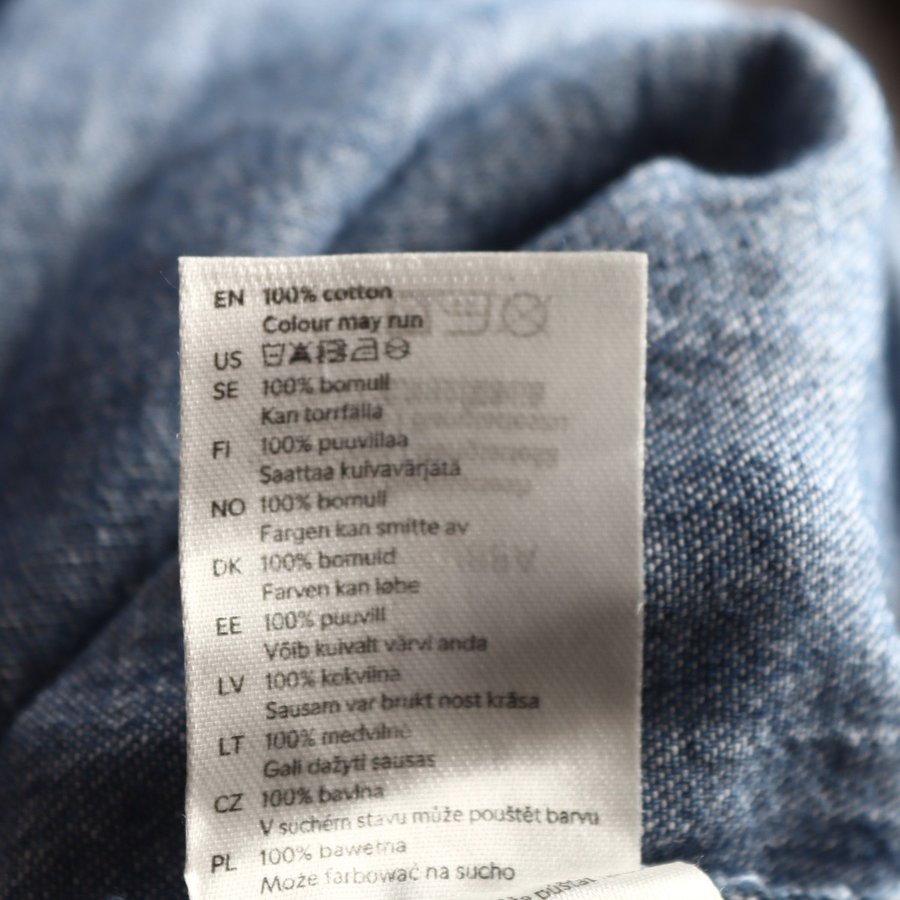 EN 100% cotton
Colour may run
US
SE 100% bomull
Kan torrfälla
FI 100% puuvillaa
Saattaa kuivavärjätä
NO 100% bomull
Fargen kan smitte av
DK 100% bomuld
Farven kan løbe
EE 100% puuvill
Võib kuivalt värvi anda
LV 100% kokvilna
Sausam var brukt nost krāsa
LT 100% medvilnė
Gali dažyti sausas
CZ 100% bavlna
V suchém stavu může pouštět barvu
PL 100% bawełna
Może farbować na sucho